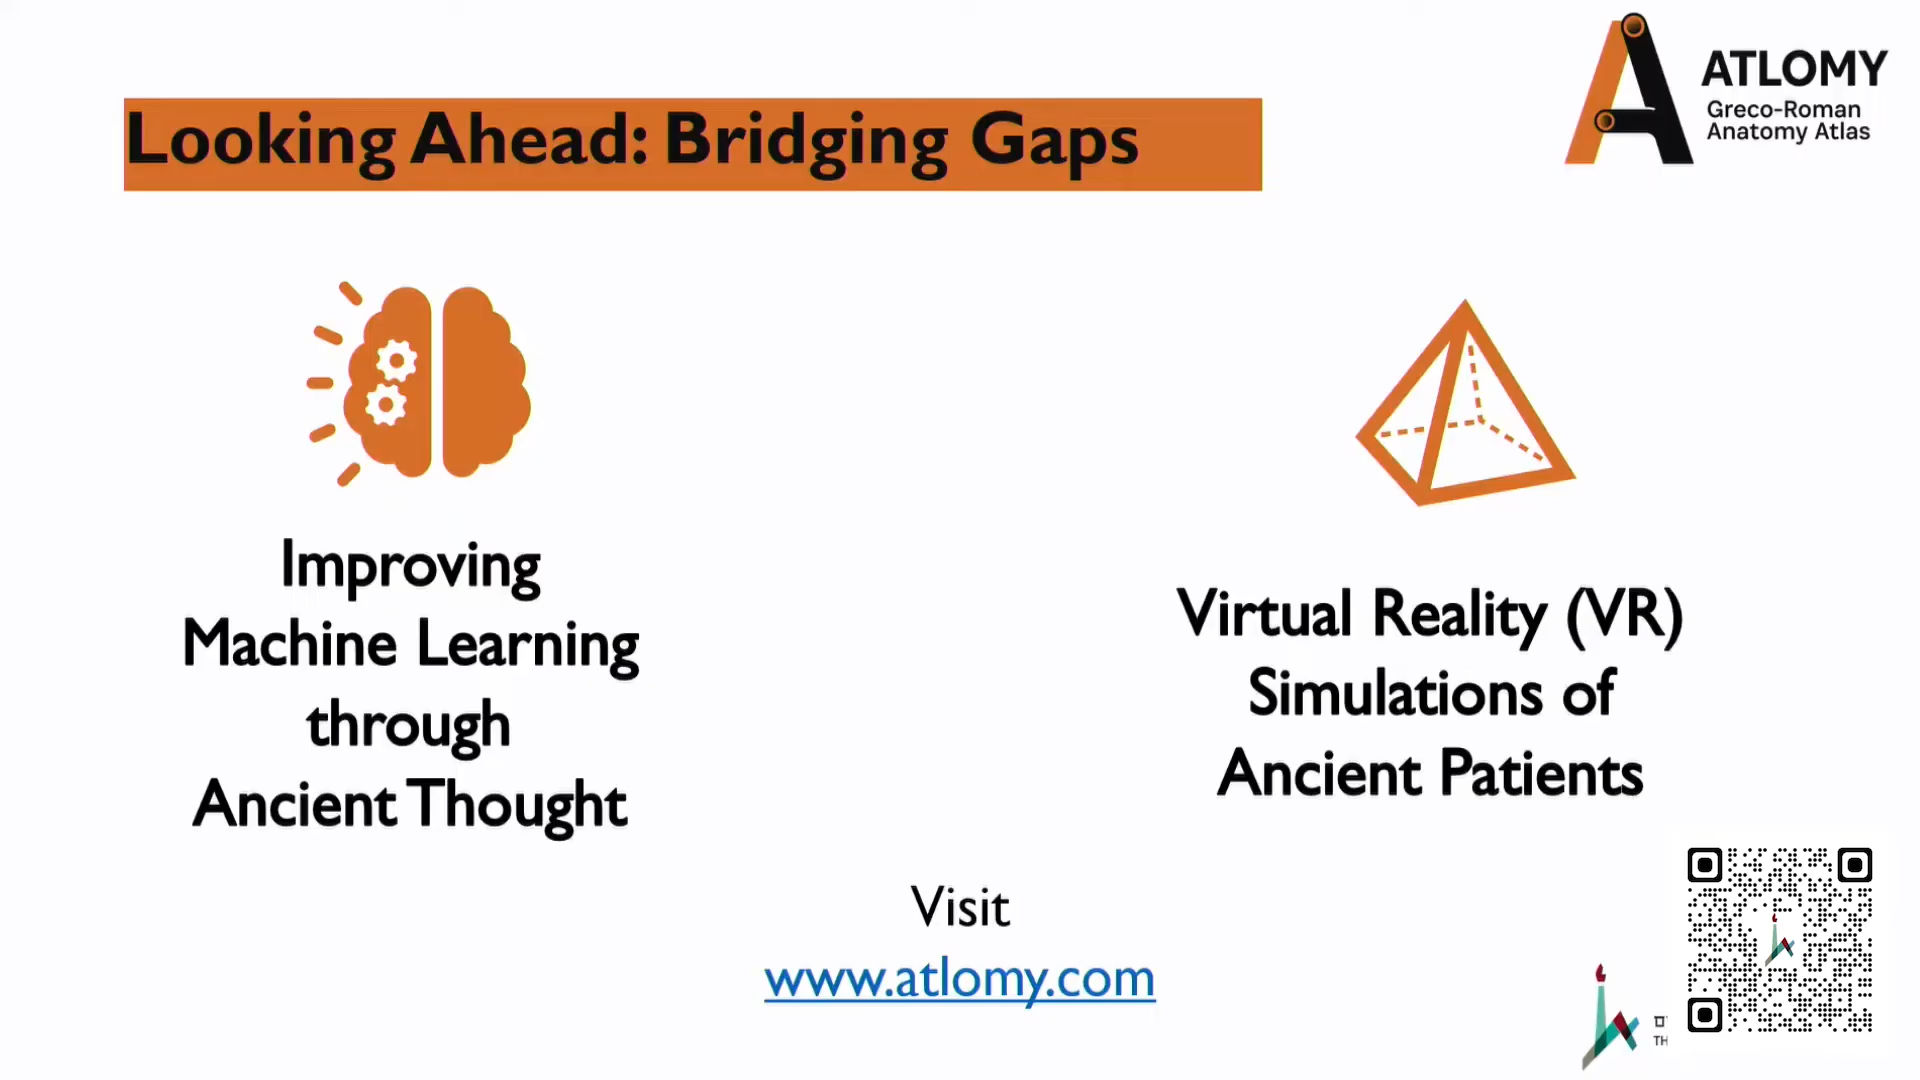 Looking Ahead: Bridging Gaps
ATLOMY
Greco-Roman
Anatomy Atlas
Improving
Machine Learning
through
Ancient Thought
Virtual Reality (VR)
Simulations of
Ancient Patients
Visit
www.atlomy.com